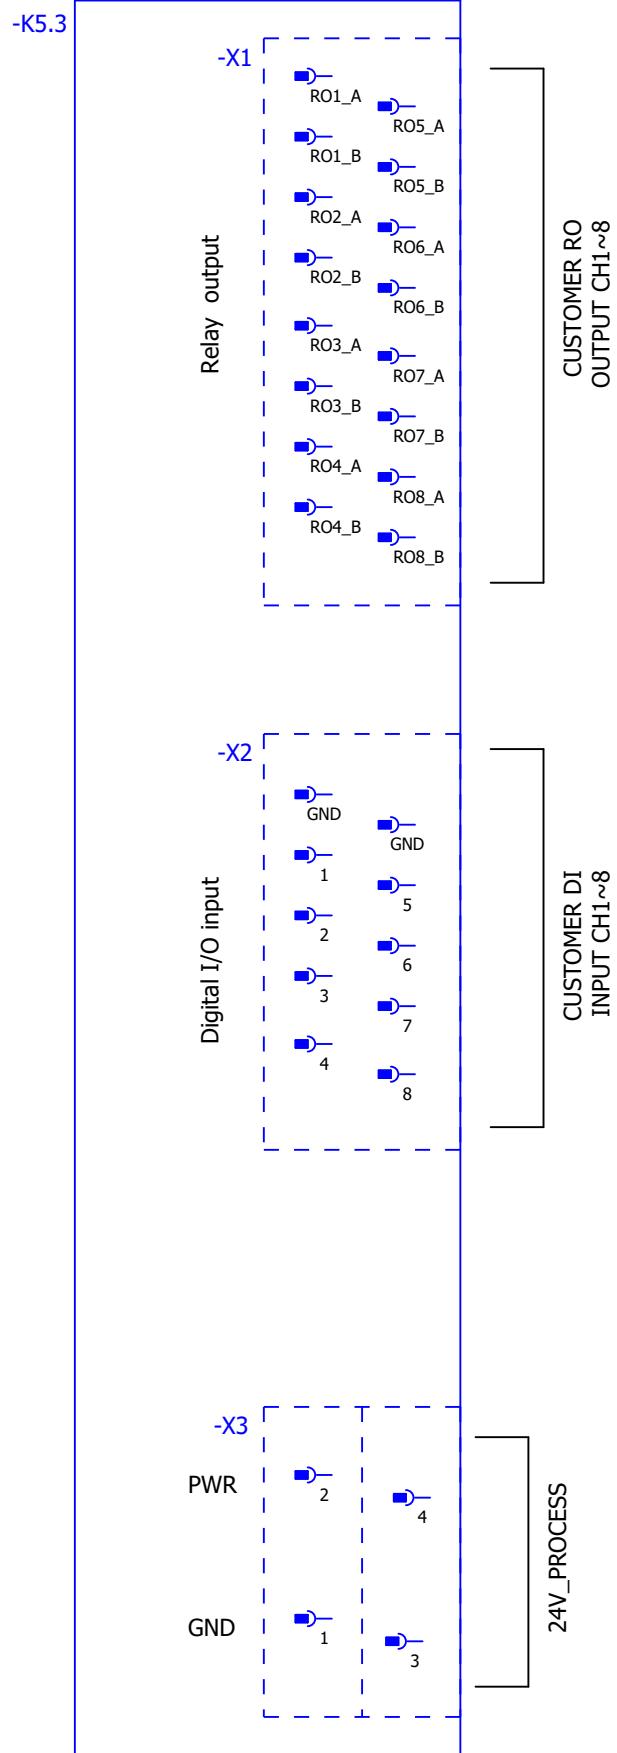 -K5.3
-X1
RO1_A
RO5_A
RO1_B
RO5_B
RO2_A
RO6_A
RO2_B
RO6_B
RO3_A
RO7_A
RO3_B
RO7_B
RO4_A
RO8_A
RO4_B
RO8_B
Relay output
CUSTOMER RO
OUTPUT CH1~8
-X2
GND
GND
1
5
2
6
3
7
4
8
Digital I/O input
CUSTOMER DI
INPUT CH1~8
-X3
PWR
2
4
GND
1
3
24V_PROCESS